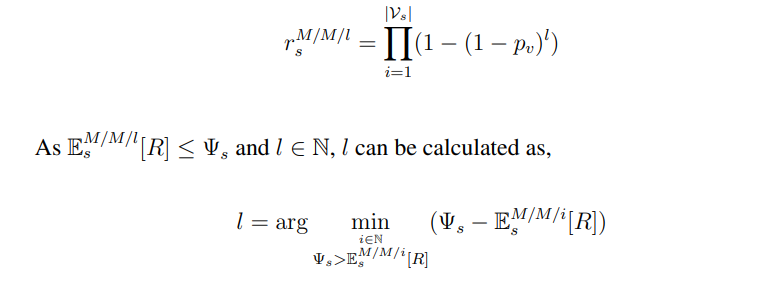 $r_s^{M/M/l} = \prod_{i=1}^{|\mathcal{V}_s|} (1 - (1 - p_v)^l)$
As $\mathbb{E}_s^{M/M/l}[R] \leq \Psi_s$ and $l \in \mathbb{N}$, $l$ can be calculated as,
$l = \arg \min_{\substack{i \in \mathbb{N} \\ \Psi_s > \mathbb{E}_s^{M/M/i}[R]}} (\Psi_s - \mathbb{E}_s^{M/M/i}[R])$